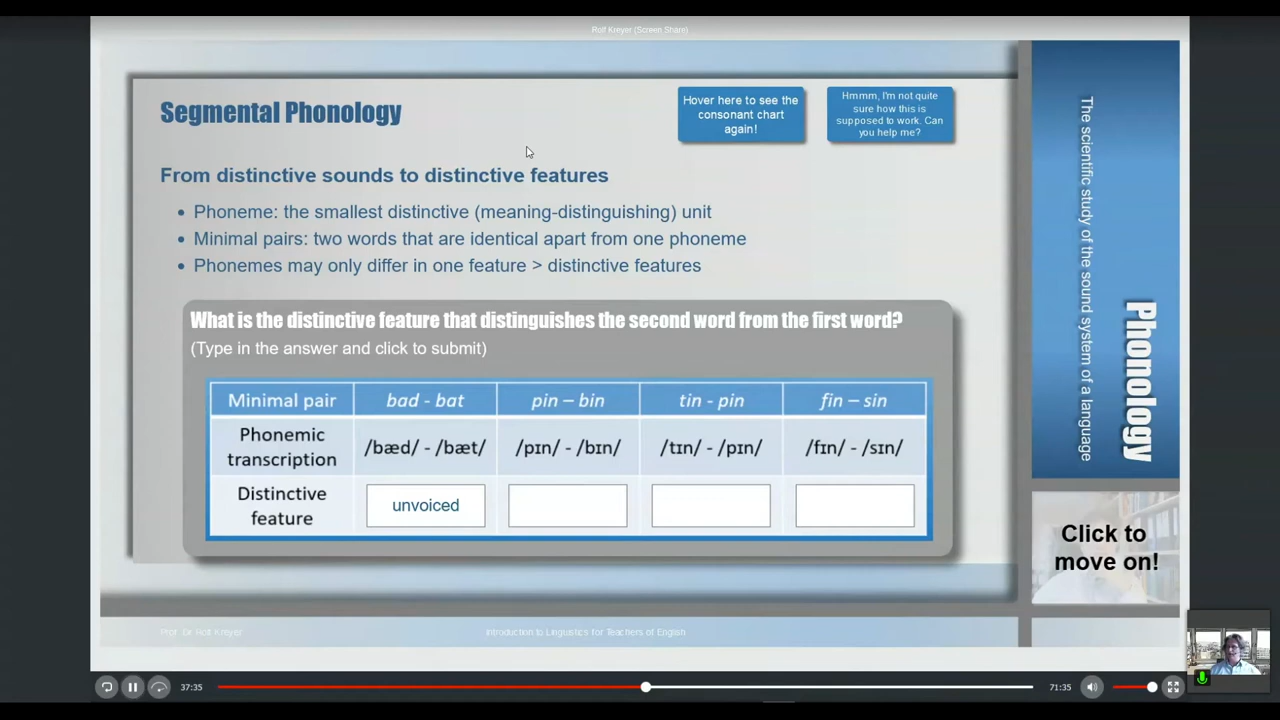 Rolf Kreyer (Screen Share)
Segmental Phonology
Hover here to see the
consonant chart
again!
Hmmm, I'm not quite
sure how this is
supposed to work. Can
you help me?
From distinctive sounds to distinctive features
• Phoneme: the smallest distinctive (meaning-distinguishing) unit
• Minimal pairs: two words that are identical apart from one phoneme
• Phonemes may only differ in one feature > distinctive features
What is the distinctive feature that distinguishes the second word from the first word?
(Type in the answer and click to submit)
Minimal pair bad - bat pin – bin tin - pin fin – sin
Phonemic
transcription /bæd/ - /bæt/ /pɪn/ - /bɪn/ /tɪn/ - /pɪn/ /fɪn/ - /sɪn/
Distinctive
feature unvoiced
Phonology
The scientific study of the sound system of a language
Click to
move on!
Prof. Dr. Rolf Kreyer
Introduction to Linguistics for Teachers of English
37:35
71:35